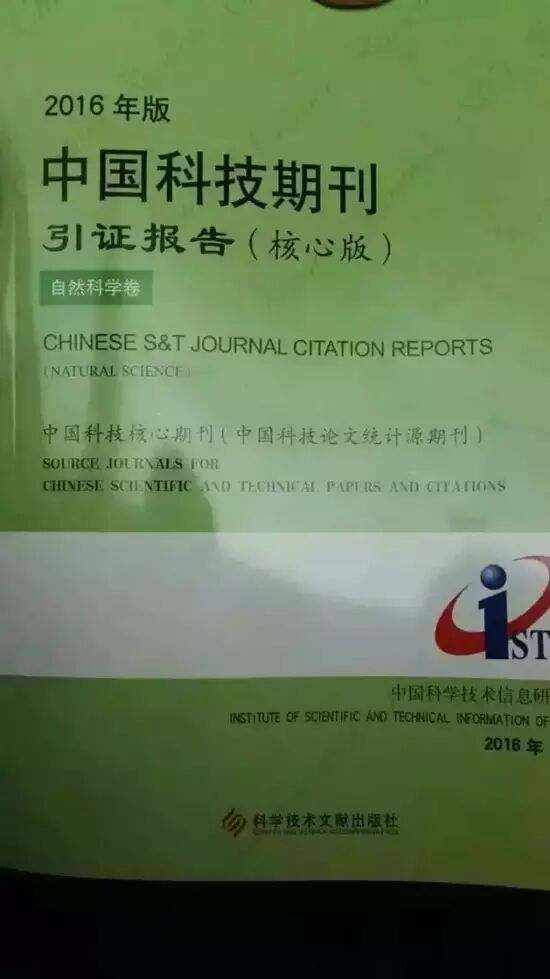 2016 年版
中国科技期刊
引证报告(核心版)
自然科学卷
CHINESE S&T JOURNAL CITATION REPORTS
(NATURAL SCIENCE)
中国科技核心期刊(中国科技论文统计源期刊)
SOURCE JOURNALS FOR
CHINESE SCIENTIFIC AND TECHNICAL PAPERS AND CITATIONS
iST
中国科学技术信息研
INSTITUTE OF SCIENTIFIC AND TECHNICAL INFORMATION OF
2016 年
科学技术文献出版社